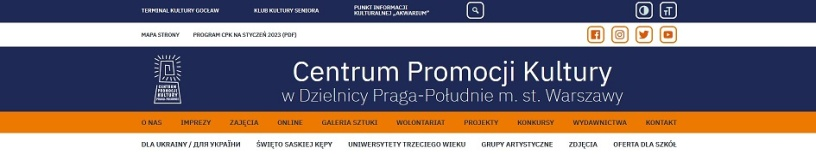 TERMINAL KULTURY GOCŁAW
KLUB KULTURY SENIORA
PUNKT INFORMACJI
KULTURALNEJ „AKWARIUM"
MAPA STRONY
PROGRAM CPK NA STYCZEŃ 2023 (PDF)
CENTRUM
PROMOCJI
KULTURY
PRAGA-POŁUDNIE
Centrum Promocji Kultury
w Dzielnicy Praga-Południe m. st. Warszawy
O NAS IMPREZY ZAJĘCIA ONLINE GALERIA SZTUKI WOLONTARIAT PROJEKTY KONKURSY WYDAWNICTWA KONTAKT
DLA UKRAINY / ДЛЯ УКРАЇНИ ŚWIĘTO SASKIEJ KĘPY UNIWERSYTETY TRZECIEGO WIEKU GRUPY ARTYSTYCZNE ZDJĘCIA OFERTA DLA SZKÓŁ